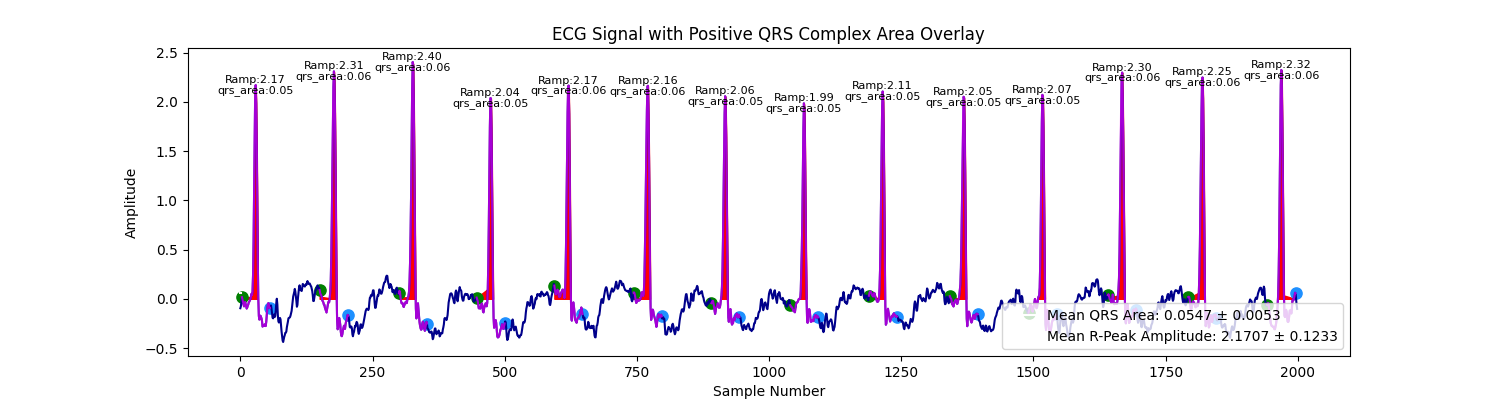 ECG Signal with Positive QRS Complex Area Overlay
Amplitude
2.5
2.0
1.5
1.0
0.5
0.0
−0.5
Ramp:2.17
qrs_area:0.05
Ramp:2.31
qrs_area:0.06
Ramp:2.40
qrs_area:0.06
Ramp:2.04
qrs_area:0.05
Ramp:2.17
qrs_area:0.06
Ramp:2.16
qrs_area:0.06
Ramp:2.06
qrs_area:0.05
Ramp:1.99
qrs_area:0.05
Ramp:2.11
qrs_area:0.05
Ramp:2.05
qrs_area:0.05
Ramp:2.07
qrs_area:0.05
Ramp:2.30
qrs_area:0.06
Ramp:2.25
qrs_area:0.06
Ramp:2.32
qrs_area:0.06
Mean QRS Area: 0.0547 ± 0.0053
Mean R-Peak Amplitude: 2.1707 ± 0.1233
0 250 500 750 1000 1250 1500 1750 2000
Sample Number